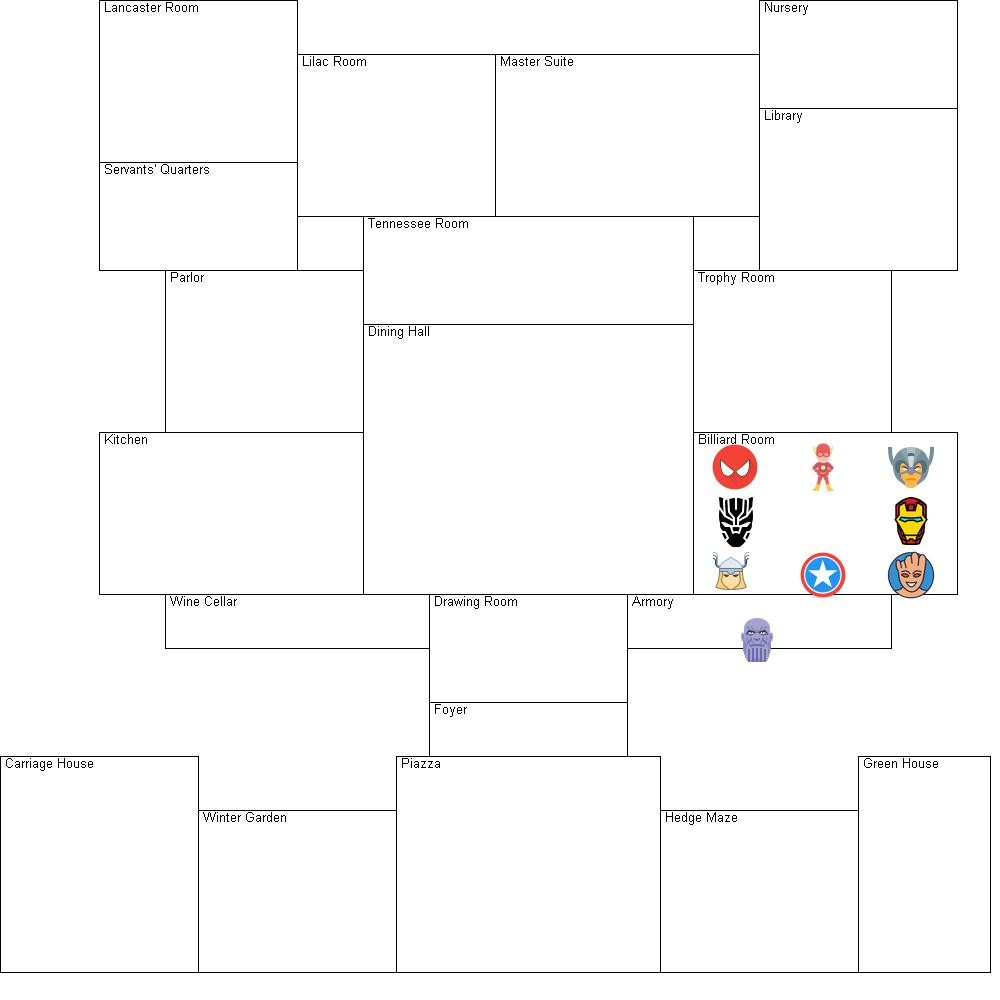 Lancaster Room
Nursery
Lilac Room
Master Suite
Library
Servants' Quarters
Tennessee Room
Parlor
Trophy Room
Dining Hall
Kitchen
Billiard Room
Wine Cellar
Drawing Room
Armory
Foyer
Carriage House
Piazza
Green House
Winter Garden
Hedge Maze